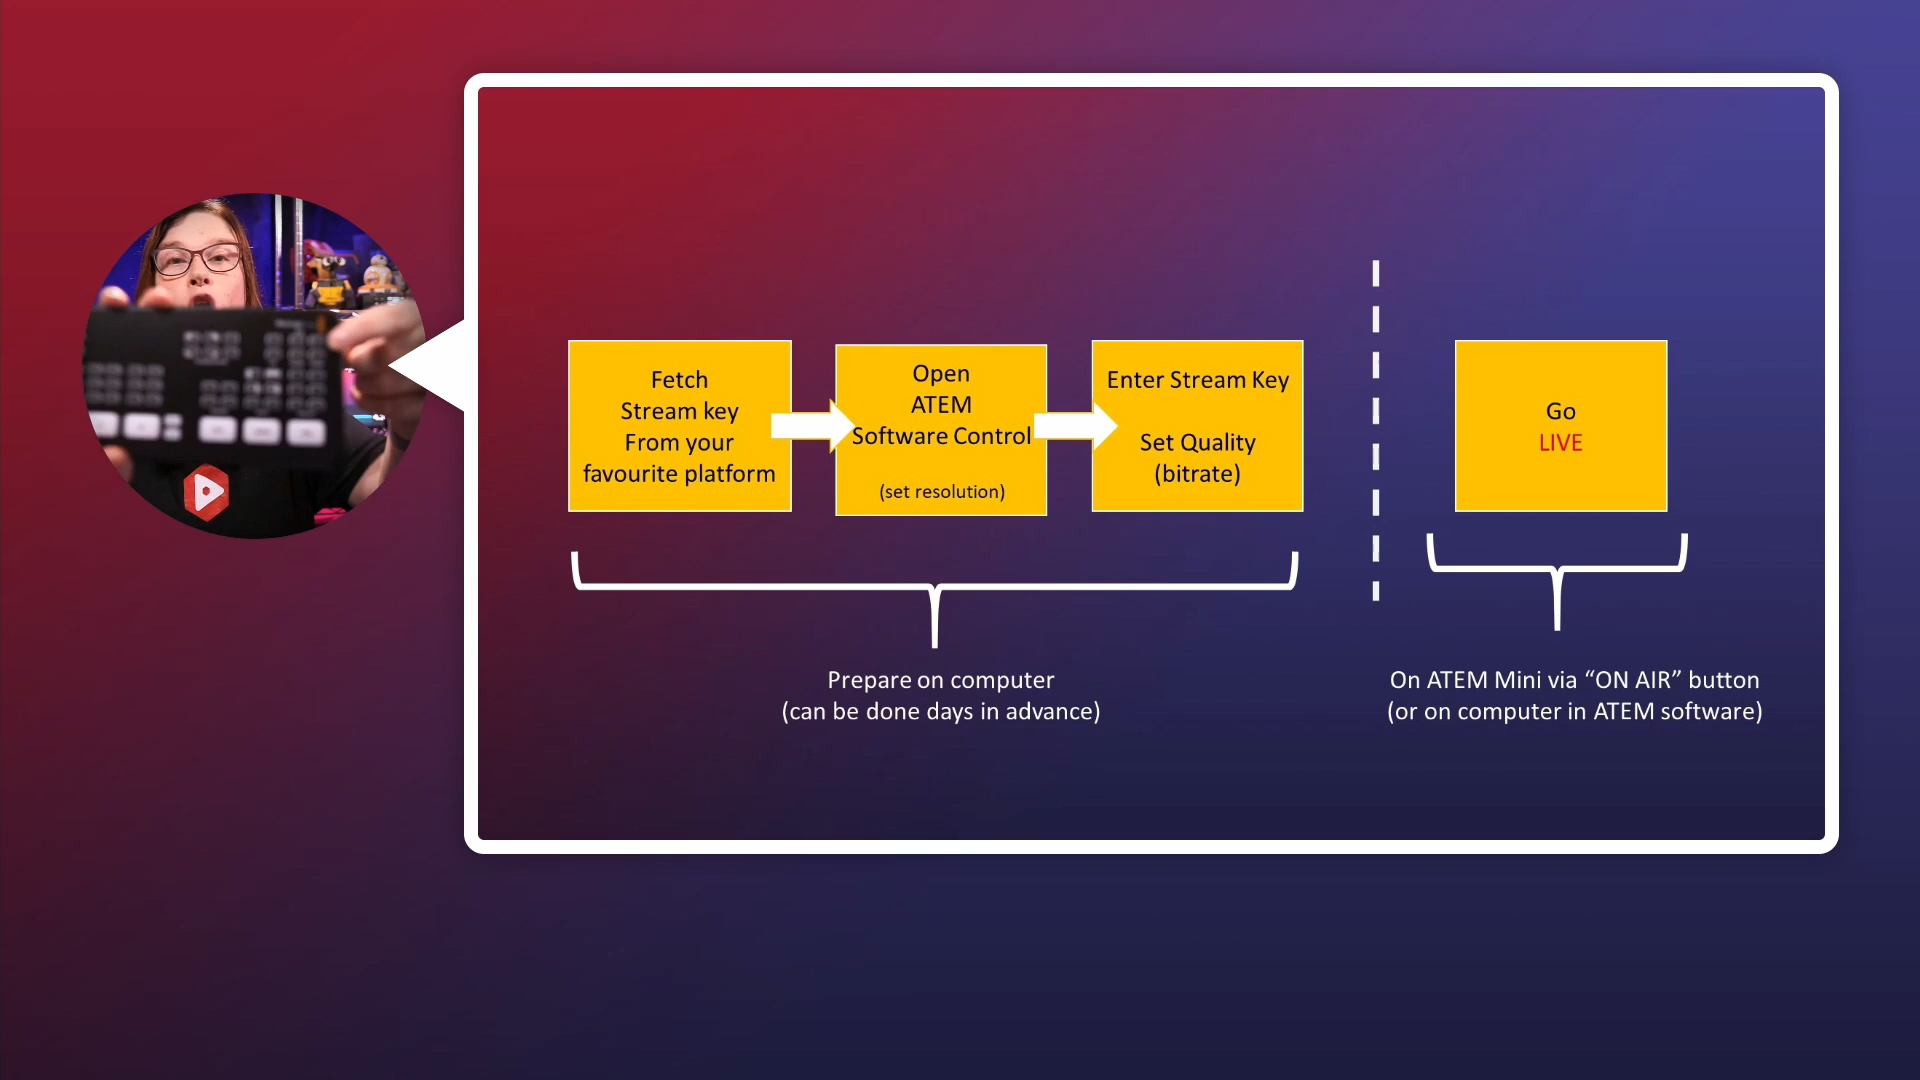 Fetch
Stream key
From your
favourite platform
Open
ATEM
Software Control
(set resolution)
Enter Stream Key
Set Quality
(bitrate)
Go
LIVE
Prepare on computer
(can be done days in advance)
On ATEM Mini via “ON AIR” button
(or on computer in ATEM software)